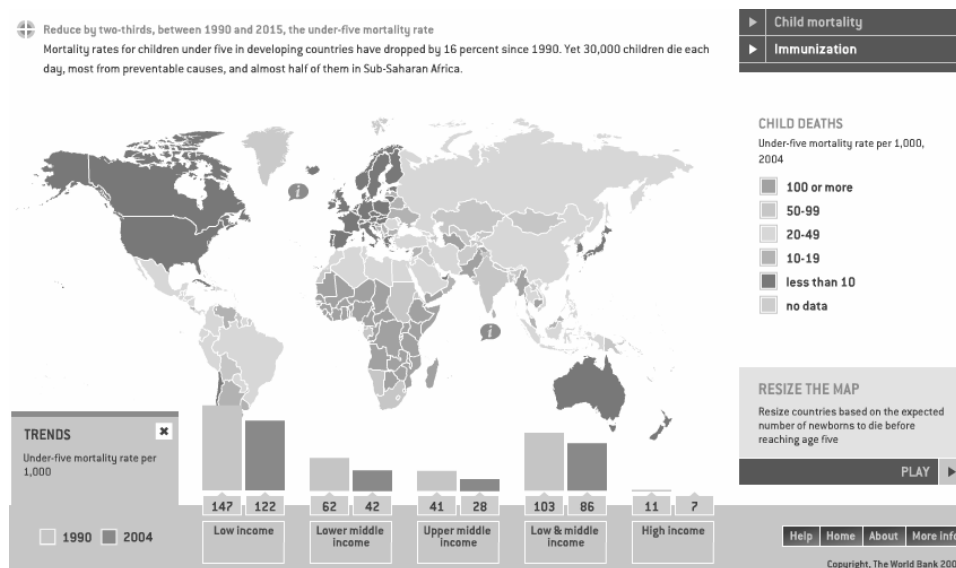 Reduce by two-thirds, between 1990 and 2015, the under-five mortality rate
Mortality rates for children under five in developing countries have dropped by 16 percent since 1990. Yet 30,000 children die each
day, most from preventable causes, and almost half of them in Sub-Saharan Africa.
Child mortality
Immunization
CHILD DEATHS
Under-five mortality rate per 1,000,
2004
100 or more
50-99
20-49
10-19
less than 10
no data
i
i
RESIZE THE MAP
Resize countries based on the expected
number of newborns to die before
reaching age five
PLAY
TRENDS
Under-five mortality rate per
1,000
1990 2004
147 122
Low income
62 42
Lower middle
income
41 28
Upper middle
income
103 86
Low & middle
income
11 7
High income
Help Home About More info
Copyright, The World Bank